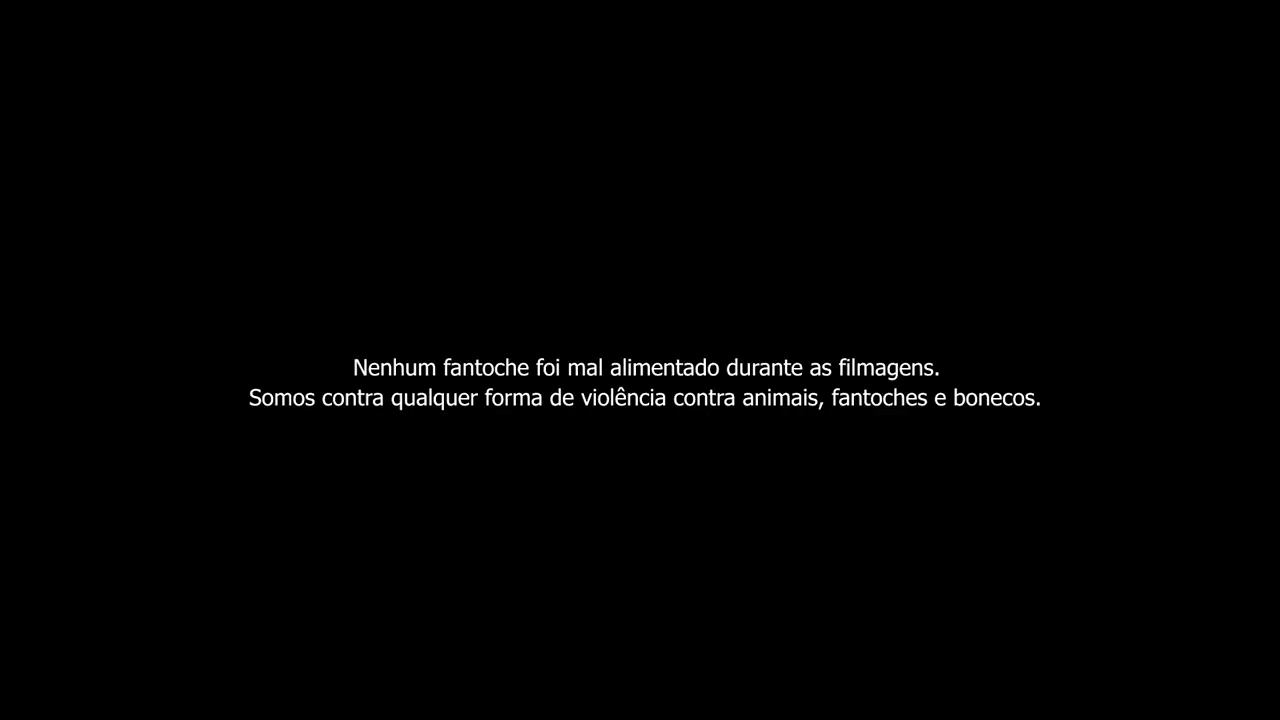 Nenhum fantoche foi mal alimentado durante as filmagens.
Somos contra qualquer forma de violência contra animais, fantoches e bonecos.